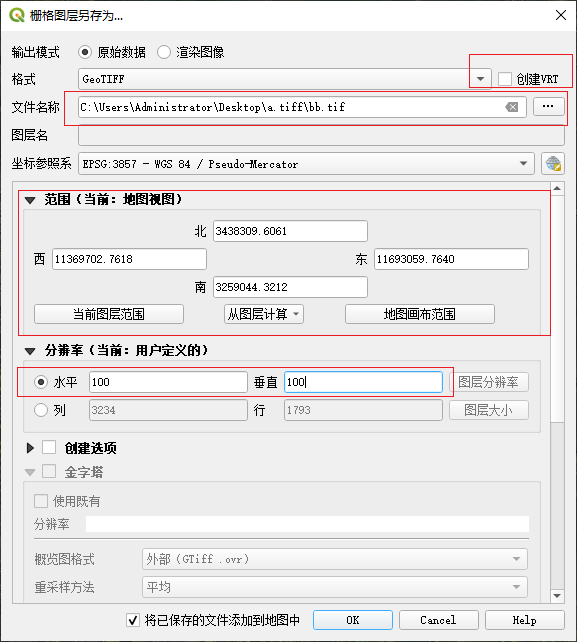 栅格图层另存为...
输出模式 原始数据 渲染图像
格式 GeoTIFF 创建VRT
文件名称 C:\Users\Administrator\Desktop\a.tiff\bb.tif ...
图层名
坐标参照系 EPSG:3857 - WGS 84 / Pseudo-Mercator
范围（当前：地图视图）
北 3438309.6061
西 11369702.7618 东 11693059.7640
南 3259044.3212
当前图层范围 从图层计算 地图画布范围
分辨率（当前：用户定义的）
水平 100 垂直 100 图层分辨率
列 3234 行 1793 图层大小
创建选项
金字塔
使用既有
分辨率
概览图格式 外部（GTiff .ovr）
重采样方法 平均
将已保存的文件添加到地图中 OK Cancel Help